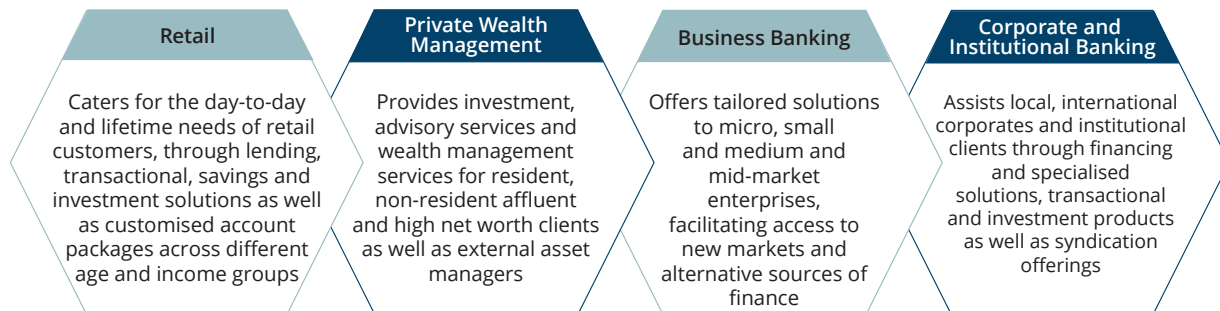 Retail
Caters for the day-to-day
and lifetime needs of retail
customers, through lending,
transactional, savings and
investment solutions as well
as customised account
packages across different
age and income groups
Private Wealth
Management
Provides investment,
advisory services and
wealth management
services for resident,
non-resident affluent
and high net worth clients
as well as external asset
managers
Business Banking
Offers tailored solutions
to micro, small
and medium and
mid-market
enterprises,
facilitating access to
new markets and
alternative sources of
finance
Corporate and
Institutional Banking
Assists local, international
corporates and institutional
clients through financing
and specialised
solutions, transactional
and investment products
as well as syndication
offerings